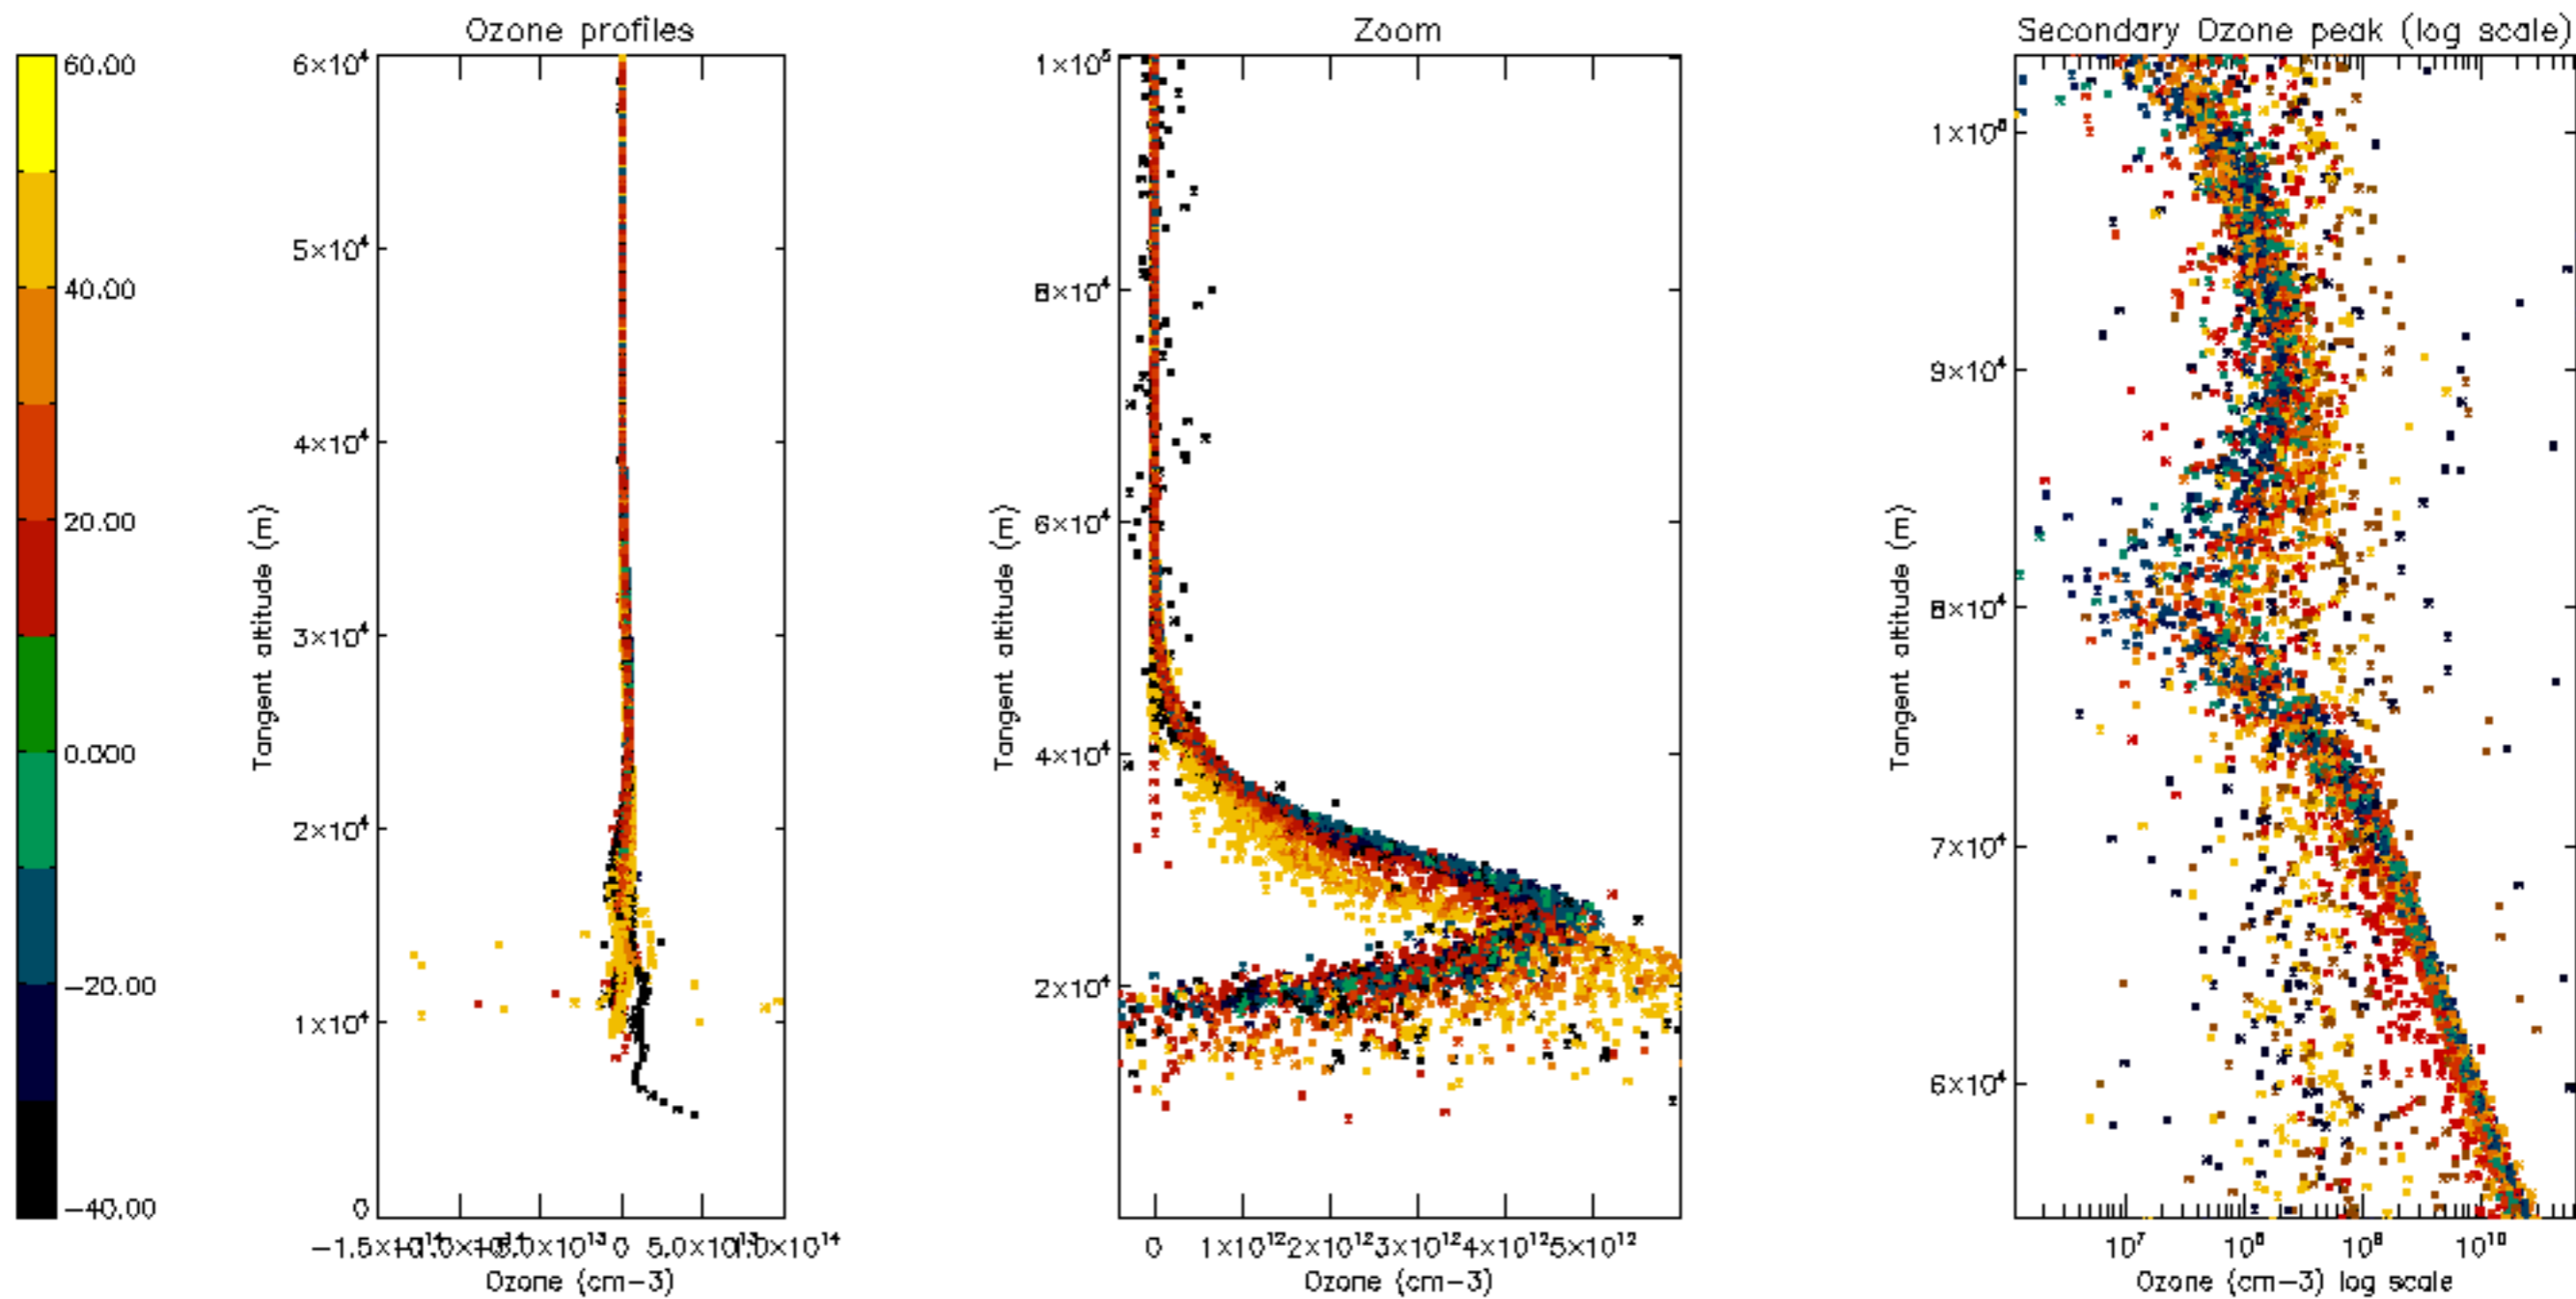 Ozone profiles
Zoom
Secondary Ozone peak (log scale)
60.00
40.00
20.00
0.000
−20.00
−40.00
Tangent altitude (m)
6×10⁴
5×10⁴
4×10⁴
3×10⁴
2×10⁴
1×10⁴
0
0 5.0×10¹³
Ozone (cm−3)
Tangent altitude (m)
1×10⁵
8×10⁴
6×10⁴
4×10⁴
2×10⁴
0 1×10¹² 2×10¹² 3×10¹² 4×10¹² 5×10¹²
Ozone (cm−3)
Tangent altitude (m)
9×10⁴
8×10⁴
7×10⁴
6×10⁴
10⁷ 10⁸ 10⁹ 10¹⁰
Ozone (cm−3) log scale